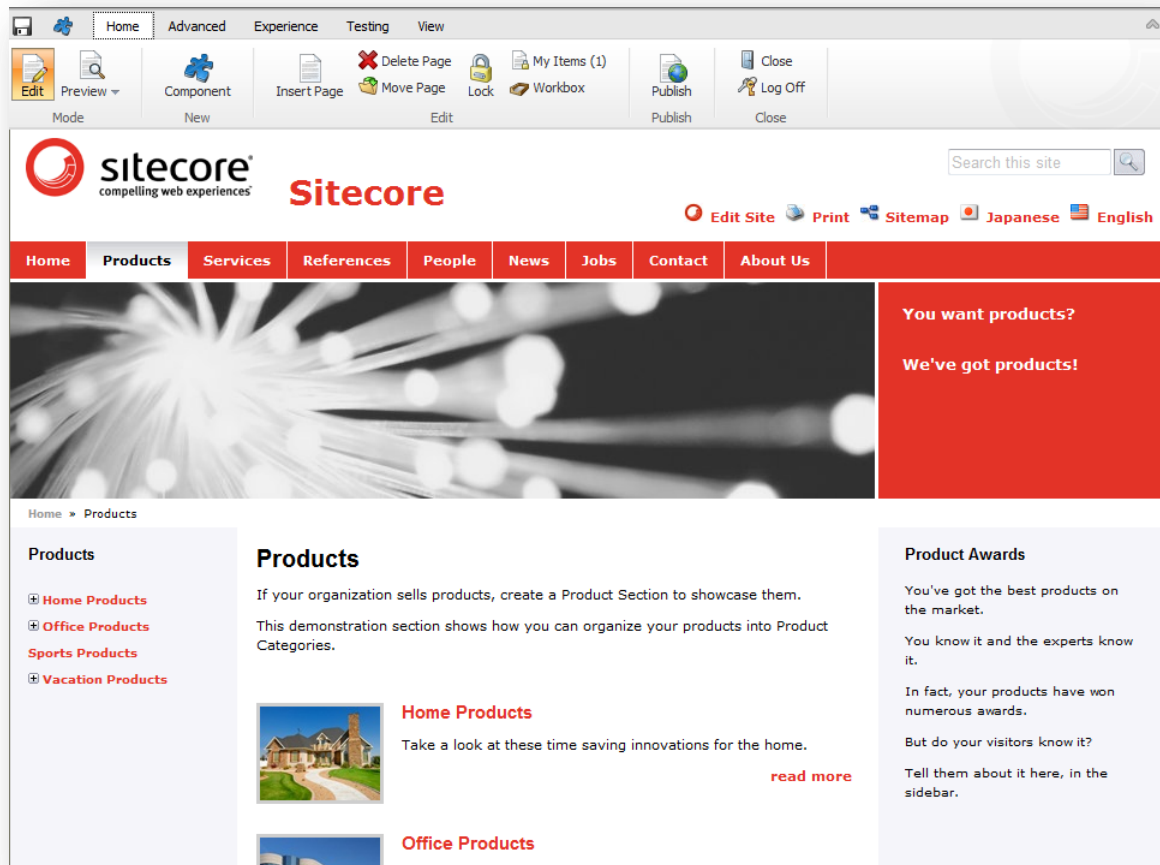 Home Advanced Experience Testing View
Edit Preview Component Insert Page Delete Page Move Page Lock My Items (1) Workbox Publish Close Log Off
Mode New Edit Publish Close
sitecore
compelling web experiences
Sitecore
Search this site
Edit Site Print Sitemap Japanese English
Home Products Services References People News Jobs Contact About Us
You want products?
We've got products!
Home » Products
Products
Home Products
Office Products
Sports Products
Vacation Products
Products
If your organization sells products, create a Product Section to showcase them.
This demonstration section shows how you can organize your products into Product
Categories.
Home Products
Take a look at these time saving innovations for the home.
read more
Office Products
Product Awards
You've got the best products on
the market.
You know it and the experts know
it.
In fact, your products have won
numerous awards.
But do your visitors know it?
Tell them about it here, in the
sidebar.